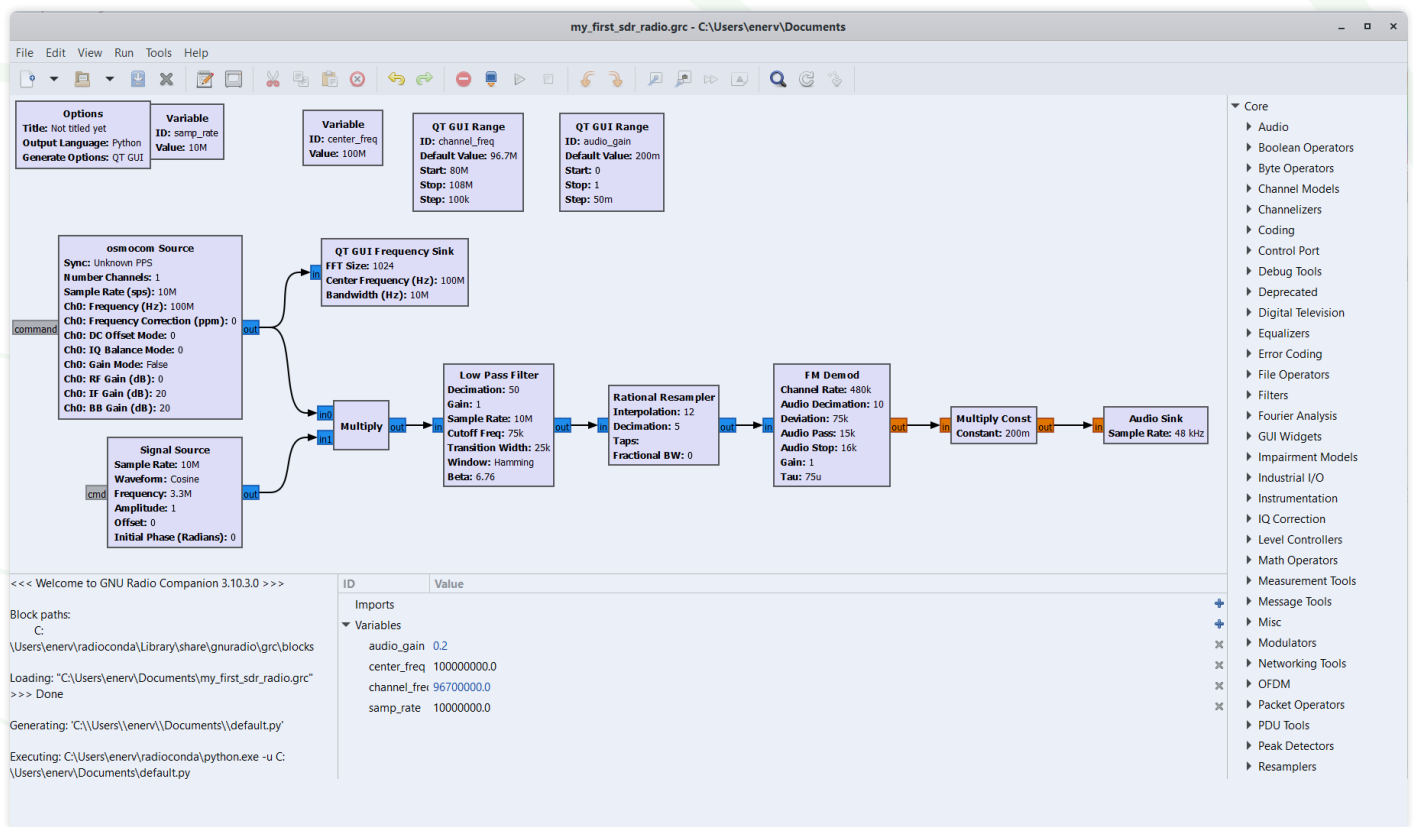 my_first_sdr_radio.grc - C:\Users\enerv\Documents
File Edit View Run Tools Help
Options
Title: Not titled yet
Output Language: Python
Generate Options: QT GUI
Variable
ID: samp_rate
Value: 10M
Variable
ID: center_freq
Value: 100M
QT GUI Range
ID: channel_freq
Default Value: 96.7M
Start: 80M
Stop: 108M
Step: 100k
QT GUI Range
ID: audio_gain
Default Value: 200m
Start: 0
Stop: 1
Step: 50m
osmocom Source
Sync: Unknown PPS
Number Channels: 1
Sample Rate (sps): 10M
Ch0: Frequency (Hz): 100M
Ch0: Frequency Correction (ppm): 0
Ch0: DC Offset Mode: 0
Ch0: IQ Balance Mode: 0
Ch0: Gain Mode: False
Ch0: RF Gain (dB): 0
Ch0: IF Gain (dB): 20
Ch0: BB Gain (dB): 20
command
out
in
QT GUI Frequency Sink
FFT Size: 1024
Center Frequency (Hz): 100M
Bandwidth (Hz): 10M
cmd
Signal Source
Sample Rate: 10M
Waveform: Cosine
Frequency: 3.3M
Amplitude: 1
Offset: 0
Initial Phase (Radians): 0
out
in0
in1
Multiply
out
in
Low Pass Filter
Decimation: 50
Gain: 1
Sample Rate: 10M
Cutoff Freq: 75k
Transition Width: 25k
Window: Hamming
Beta: 6.76
out
in
Rational Resampler
Interpolation: 12
Decimation: 5
Taps:
Fractional BW: 0
out
in
FM Demod
Channel Rate: 480k
Audio Decimation: 10
Deviation: 75k
Audio Pass: 15k
Audio Stop: 16k
Gain: 1
Tau: 75u
out
in
Multiply Const
Constant: 200m
out
in
Audio Sink
Sample Rate: 48 kHz
Core
Audio
Boolean Operators
Byte Operators
Channel Models
Channelizers
Coding
Control Port
Debug Tools
Deprecated
Digital Television
Equalizers
Error Coding
File Operators
Filters
Fourier Analysis
GUI Widgets
Impairment Models
Industrial I/O
Instrumentation
IQ Correction
Level Controllers
Math Operators
Measurement Tools
Message Tools
Misc
Modulators
Networking Tools
OFDM
Packet Operators
PDU Tools
Peak Detectors
Resamplers
<<< Welcome to GNU Radio Companion 3.10.3.0 >>>
Block paths:
C:
\Users\enerv\radioconda\Library\share\gnuradio\grc\blocks
Loading: "C:\Users\enerv\Documents\my_first_sdr_radio.grc"
>>> Done
Generating: 'C:\\Users\\enerv\\Documents\\default.py'
Executing: C:\Users\enerv\radioconda\python.exe -u C:
\Users\enerv\Documents\default.py
ID Value
Imports
Variables
audio_gain 0.2
center_freq 100000000.0
channel_frec 96700000.0
samp_rate 10000000.0